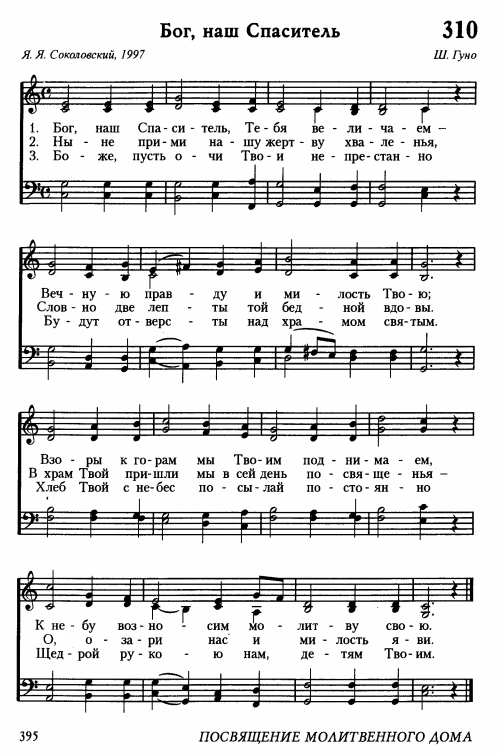 Бог, наш Спаситель
310
Я. Я. Соколовский, 1997
Ш. Гуно
1. Бог, наш Спа - си - тель, Те - бя ве - ли - ча - ем –
2. Ны - не при - ми на - шу жерт - ву хва - ле - нья,
3. Бо - же, пусть о - чи Тво - и не - пре - стан - но
Веч - ну - ю прав - ду и ми - лость Тво - ю;
Слов - но две леп - ты той бед - ной вдо - вы.
Бу - дут от - верс - ты над хра - мом свя - тым.
Взо - ры к го - рам мы Тво - им под - ни - ма - ем,
В храм Твой при - шли мы в сей день по - свя - ще - нья –
Хлеб Твой с не - бес по - сы - лай по - сто - ян - но
К не - бу воз - но - сим мо - лит - ву сво - ю.
О, о - за - ри нас и ми - лость я - ви.
Щед - рой ру - ко - ю нам, де - тям Тво - им.
395
ПОСВЯЩЕНИЕ МОЛИТВЕННОГО ДОМА